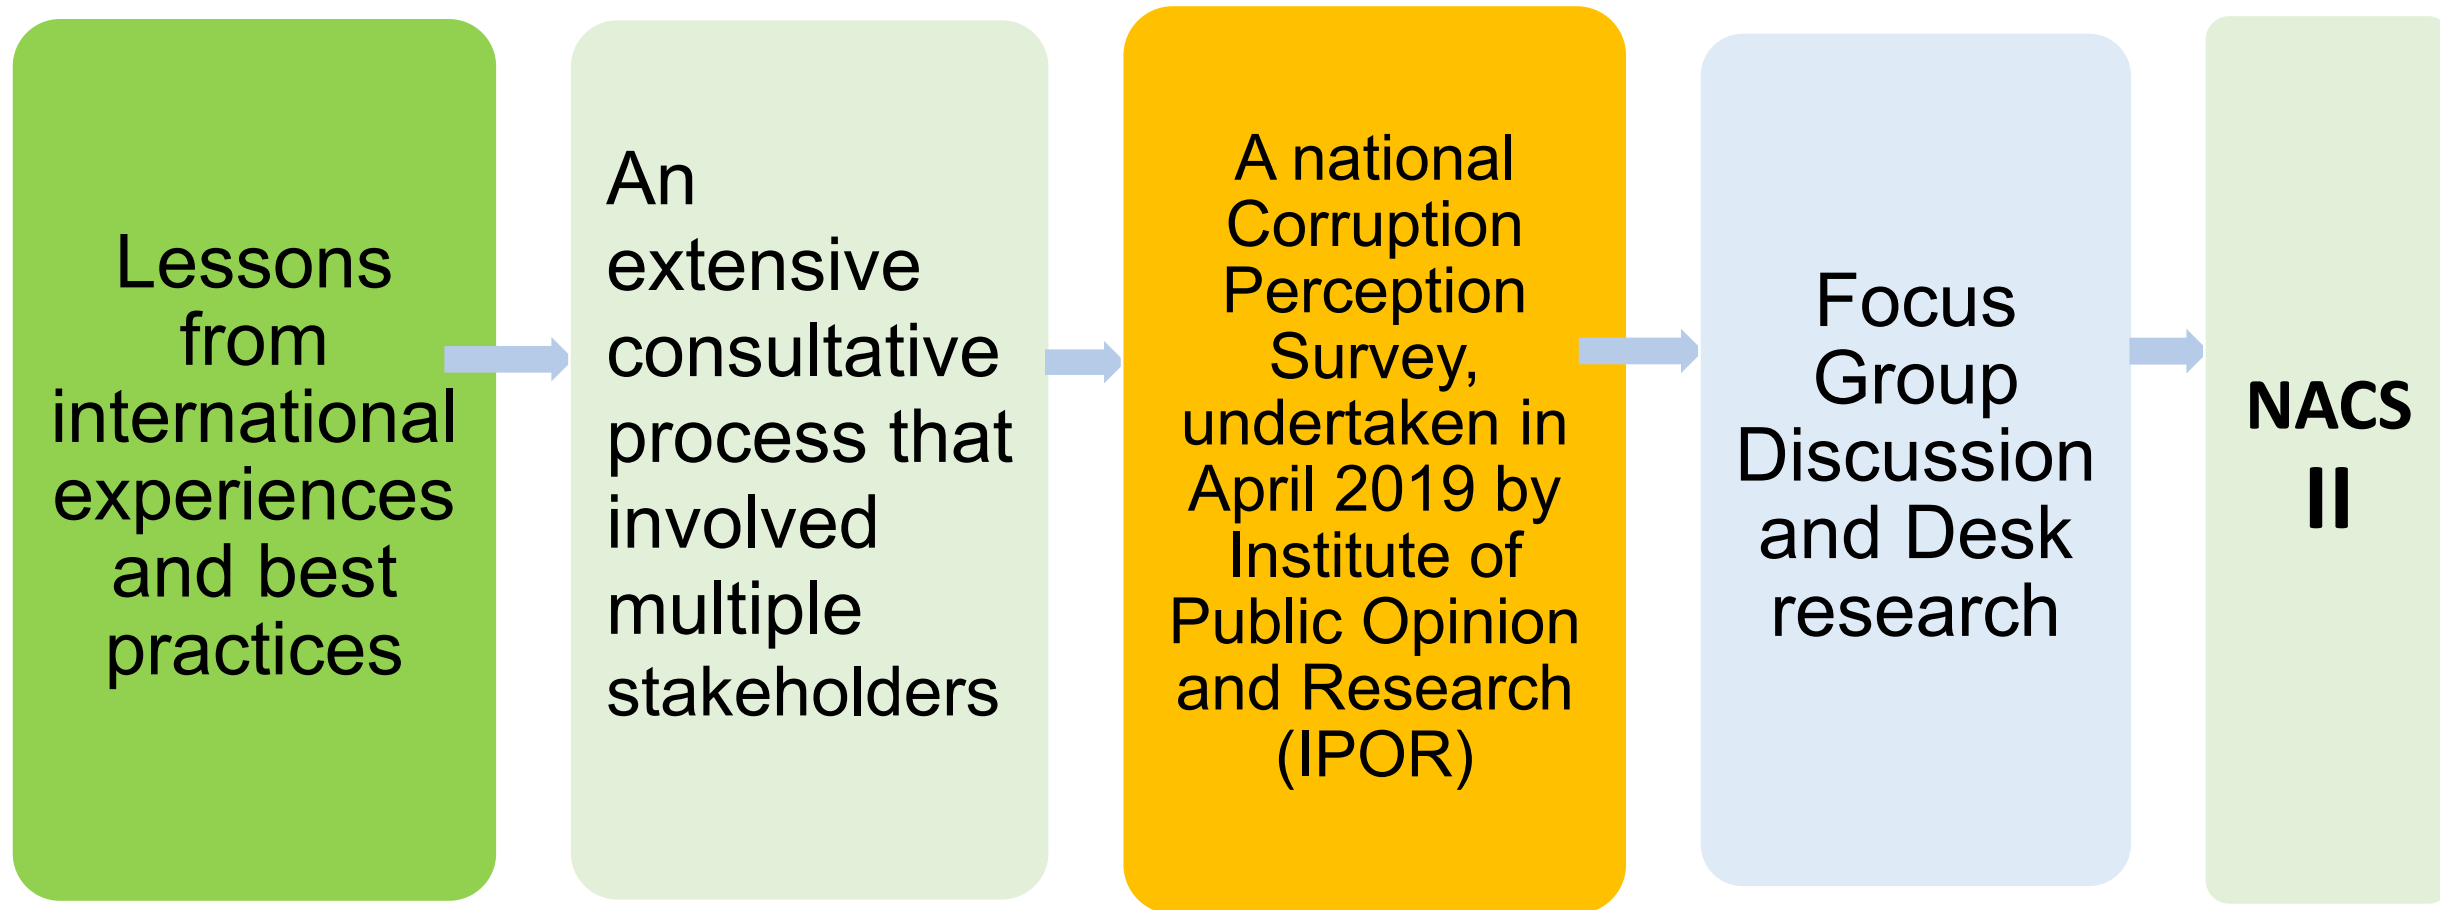 Lessons
from
international
experiences
and best
practices
An
extensive
consultative
process that
involved
multiple
stakeholders
A national
Corruption
Perception
Survey,
undertaken in
April 2019 by
Institute of
Public Opinion
and Research
(IPOR)
Focus
Group
Discussion
and Desk
research
NACS
II